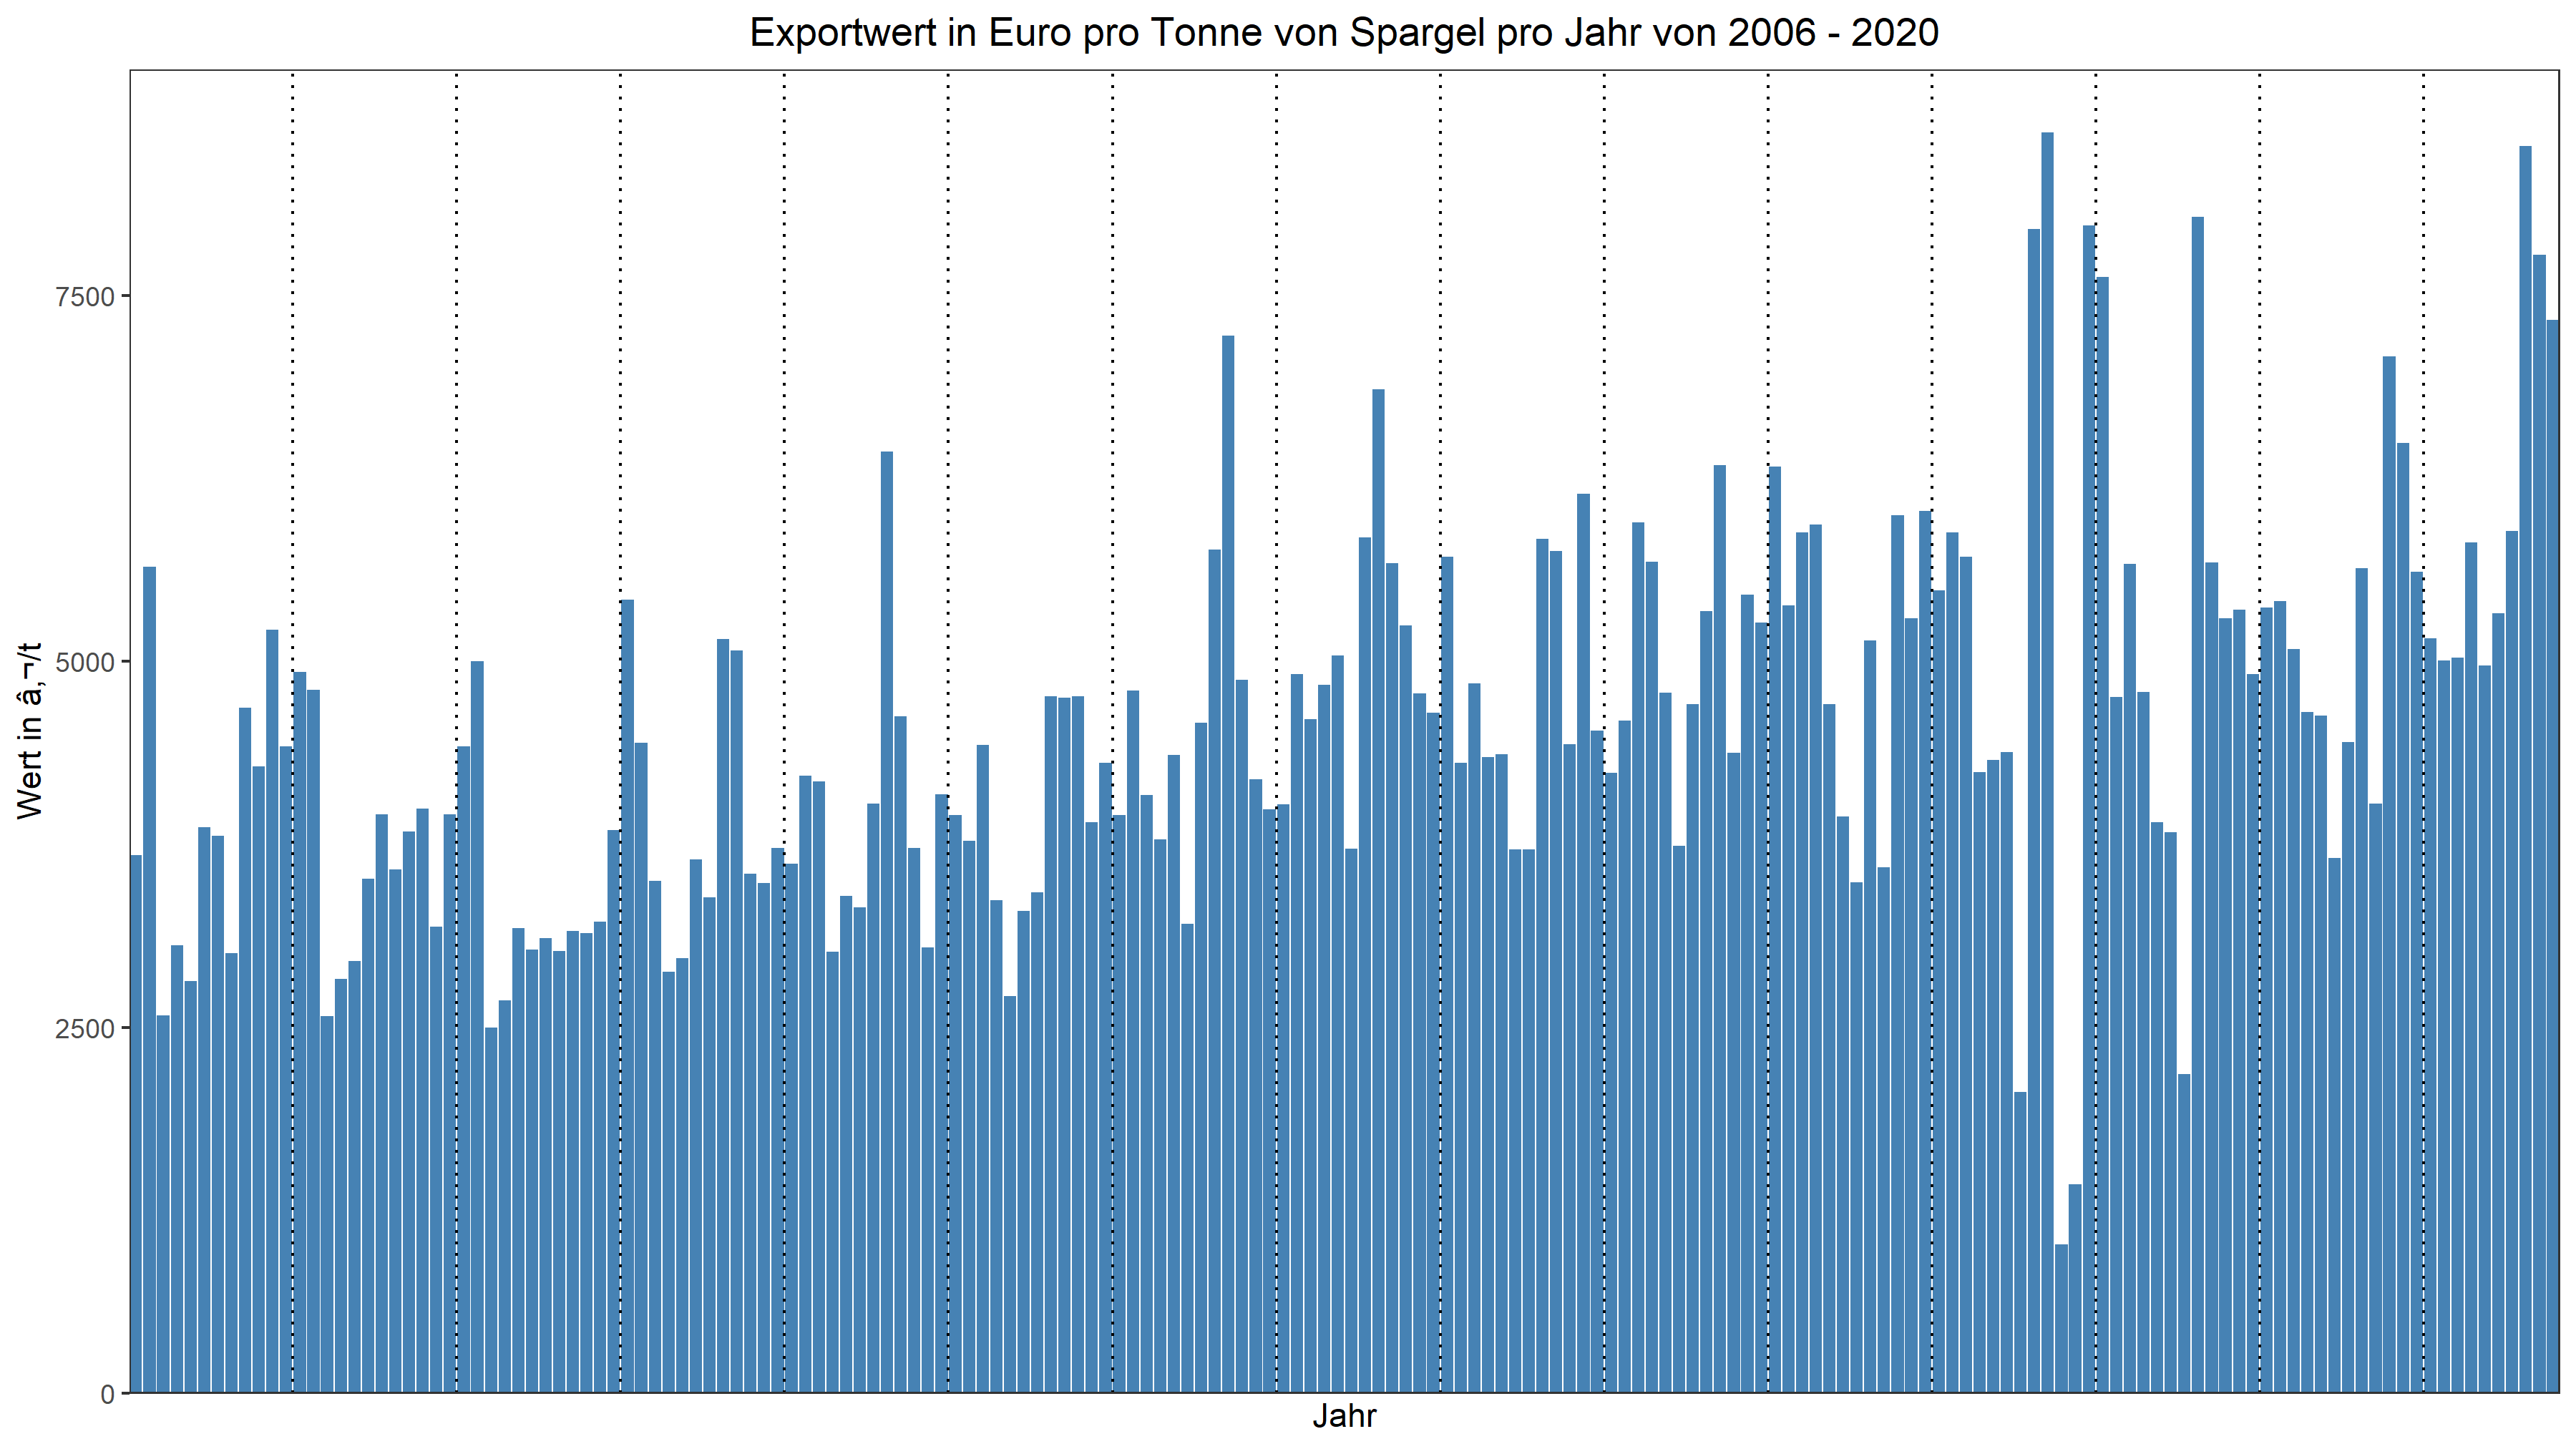 Exportwert in Euro pro Tonne von Spargel pro Jahr von 2006 - 2020
Wert in â‚¬/t
7500
5000
2500
0
Jahr